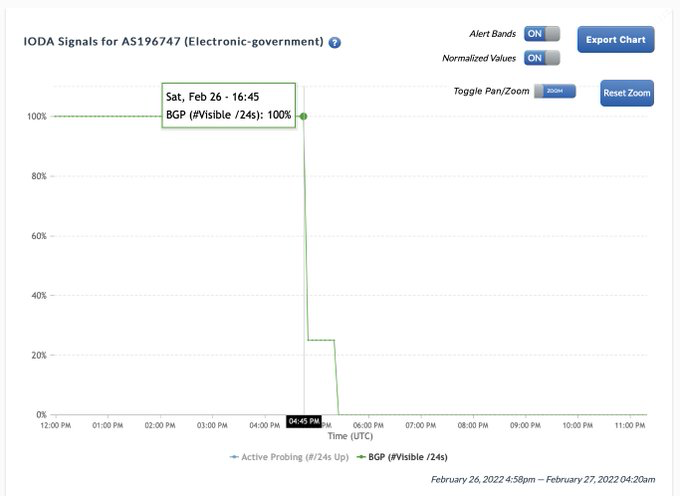 IODA Signals for AS196747 (Electronic-government) ?
Alert Bands ON
Normalized Values ON
Export Chart
Toggle Pan/Zoom ZOOM
Reset Zoom
Sat, Feb 26 - 16:45
BGP (#Visible /24s): 100%
100%
80%
60%
40%
20%
0%
12:00 PM 01:00 PM 02:00 PM 03:00 PM 04:00 PM 04:45 PM PM 06:00 PM 07:00 PM 08:00 PM 09:00 PM 10:00 PM 11:00 PM
Time (UTC)
Active Probing (#/24s Up) BGP (#Visible /24s)
February 26, 2022 4:58pm — February 27, 2022 04:20am